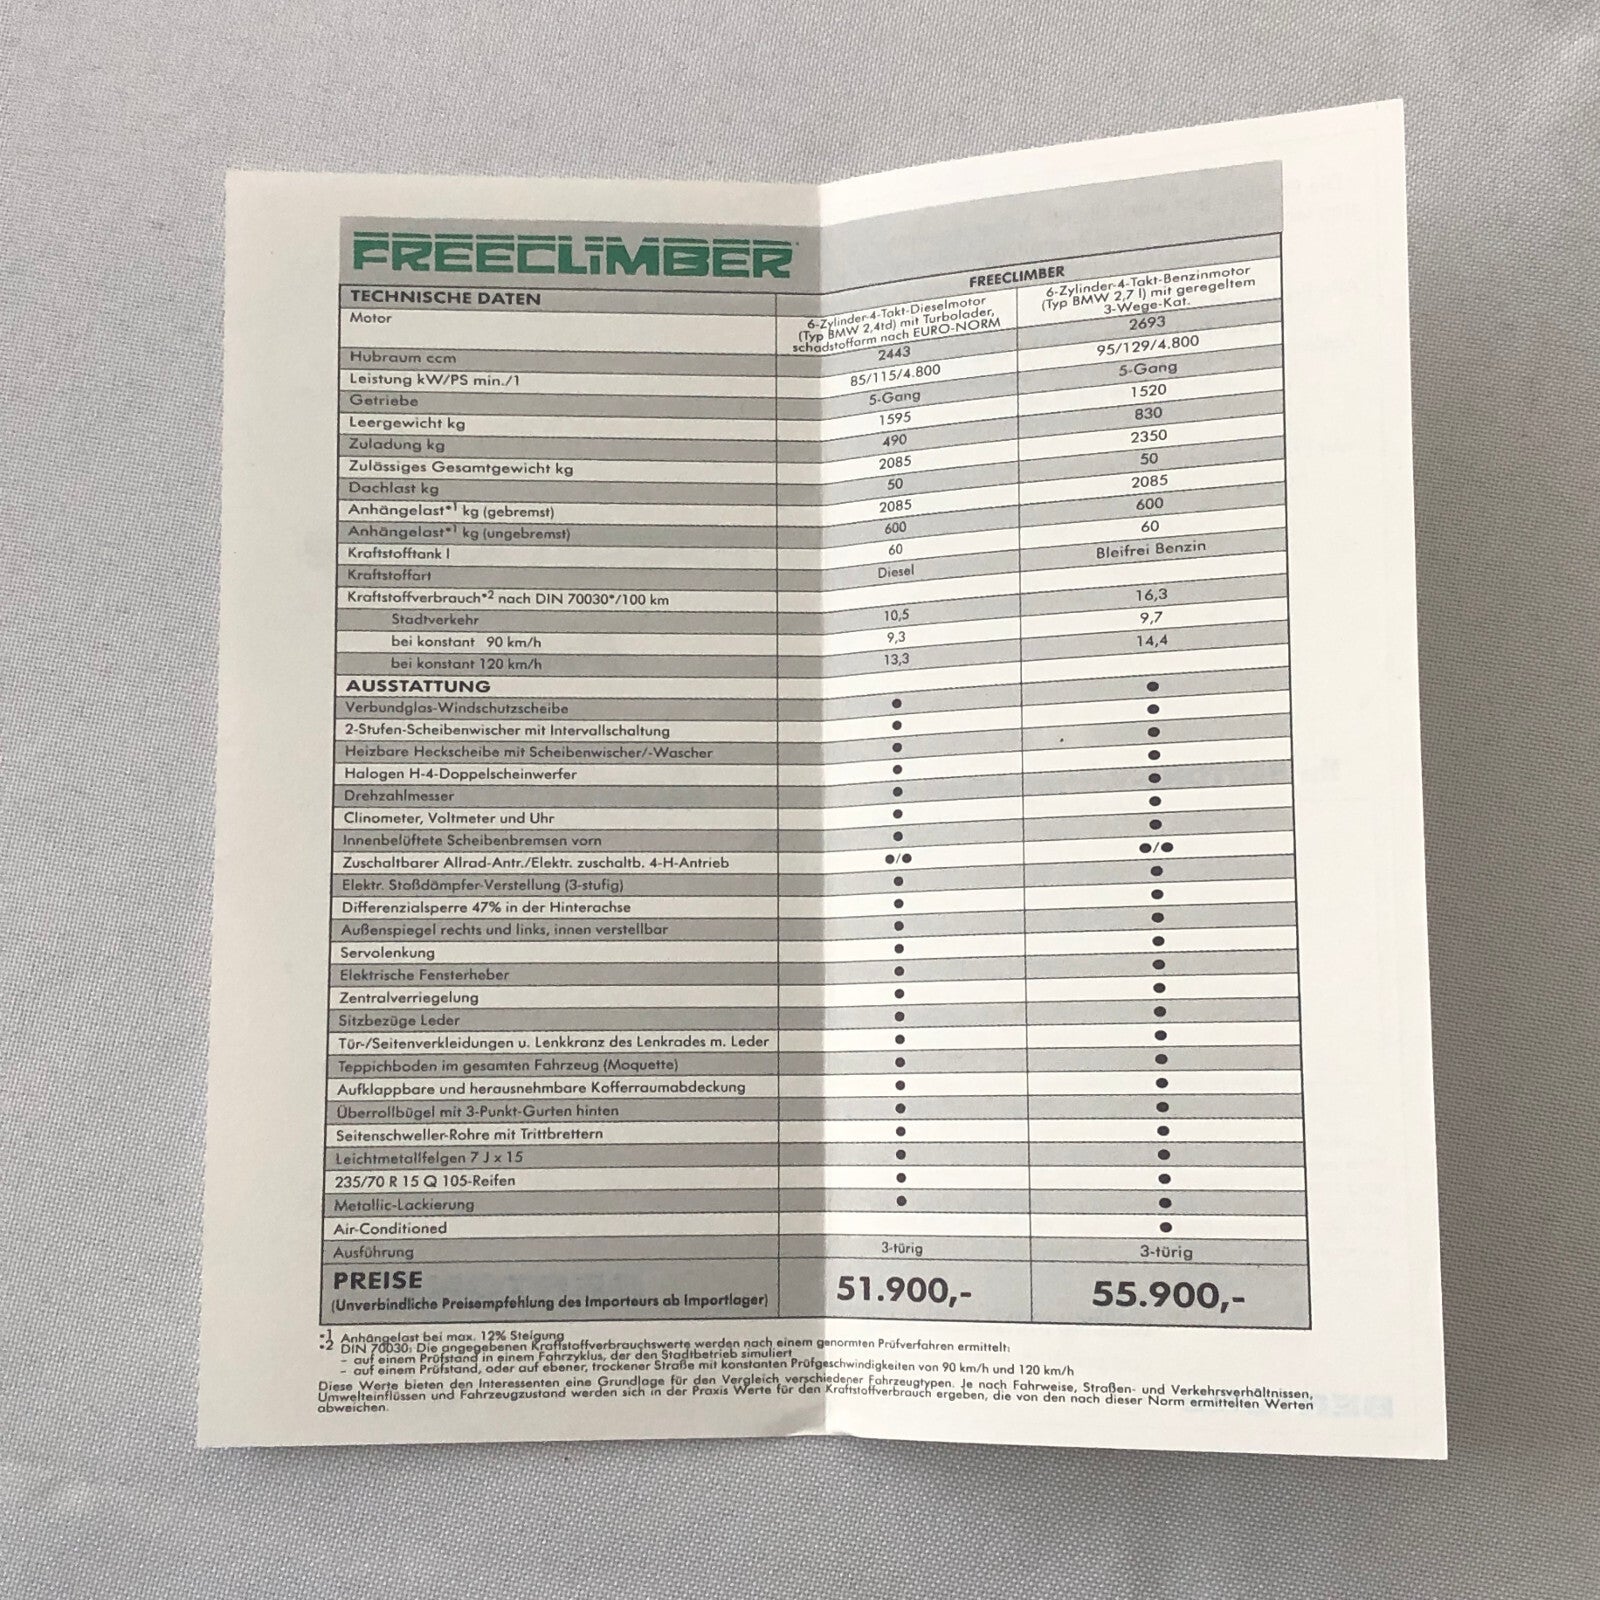 FREECLiMBER
FREECLIMBER
TECHNISCHE DATEN
Motor 6-Zylinder-4-Takt-Dieselmotor 6-Zylinder-4-Takt-Benzinmotor
(Typ BMW 2,4td) mit Turbolader, (Typ BMW 2,7 l) mit geregeltem
schadstoffarm nach EURO-NORM 3-Wege-Kat.
Hubraum ccm 2443 2693
Leistung kW/PS min./1 85/115/4.800 95/129/4.800
Getriebe 5-Gang 5-Gang
Leergewicht kg 1595 1520
Zuladung kg 490 830
Zulässiges Gesamtgewicht kg 2085 2350
Dachlast kg 50 50
Anhängelast*1 kg (gebremst) 2085 2085
Anhängelast*1 kg (ungebremst) 600 600
Kraftstofftank l 60 60
Kraftstoffart Diesel Bleifrei Benzin
Kraftstoffverbrauch*2 nach DIN 70030*/100 km
Stadtverkehr 10,5 16,3
bei konstant 90 km/h 9,3 9,7
bei konstant 120 km/h 13,3 14,4
AUSSTATTUNG
Verbundglas-Windschutzscheibe ● ●
2-Stufen-Scheibenwischer mit Intervallschaltung ● ●
Heizbare Heckscheibe mit Scheibenwischer/-Wascher ● ●
Halogen H-4-Doppelscheinwerfer ● ●
Drehzahlmesser ● ●
Clinometer, Voltmeter und Uhr ● ●
Innenbelüftete Scheibenbremsen vorn ● ●
Zuschaltbarer Allrad-Antr./Elektr. zuschaltb. 4-H-Antrieb ●/● ●/●
Elektr. Stoßdämpfer-Verstellung (3-stufig) ● ●
Differenzialsperre 47% in der Hinterachse ● ●
Außenspiegel rechts und links, innen verstellbar ● ●
Servolenkung ● ●
Elektrische Fensterheber ● ●
Zentralverriegelung ● ●
Sitzbezüge Leder ● ●
Tür-/Seitenverkleidungen u. Lenkkranz des Lenkrades m. Leder ● ●
Teppichboden im gesamten Fahrzeug (Moquette) ● ●
Aufklappbare und herausnehmbare Kofferraumabdeckung ● ●
Überrollbügel mit 3-Punkt-Gurten hinten ● ●
Seitenschweller-Rohre mit Trittbrettern ● ●
Leichtmetallfelgen 7 J x 15 ● ●
235/70 R 15 Q 105-Reifen ● ●
Metallic-Lackierung ● ●
Air-Conditioned ●
Ausführung 3-türig 3-türig
PREISE 51.900,- 55.900,-
(Unverbindliche Preisempfehlung des Importeurs ab Importlager)
*1 Anhängelast bei max. 12% Steigung
*2 DIN 70030: Die angegebenen Kraftstoffverbrauchswerte werden nach einem genormten Prüfverfahren ermittelt:
– auf einem Prüfstand in einem Fahrzyklus, der den Stadtbetrieb simuliert
– auf einem Prüfstand, oder auf ebener, trockener Straße mit konstanten Prüfgeschwindigkeiten von 90 km/h und 120 km/h
Diese Werte bieten den Interessenten eine Grundlage für den Vergleich verschiedener Fahrzeugtypen. Je nach Fahrweise, Straßen- und Verkehrsverhältnissen,
Umwelteinflüssen und Fahrzeugzustand werden sich in der Praxis Werte für den Kraftstoffverbrauch ergeben, die von den nach dieser Norm ermittelten Werten
abweichen.